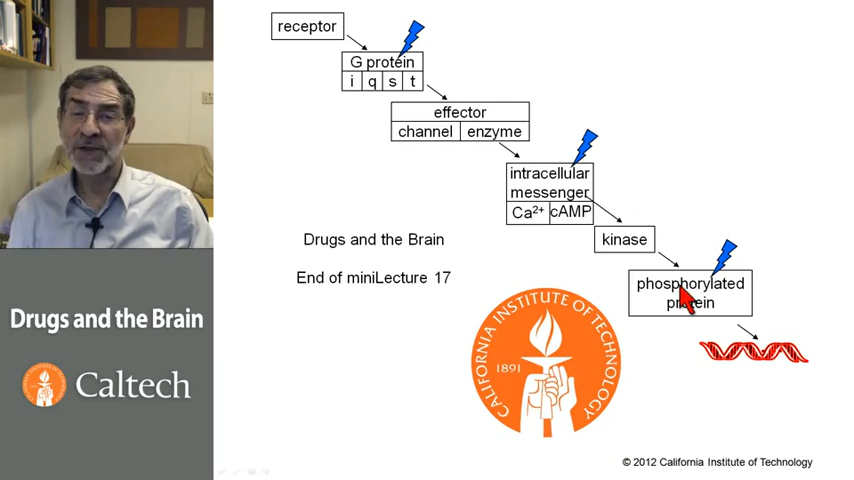 receptor
G protein
i q s t
effector
channel enzyme
intracellular
messenger
Ca²⁺ cAMP
kinase
phosphorylated
protein
Drugs and the Brain
End of miniLecture 17
CALIFORNIA INSTITUTE OF TECHNOLOGY
1891
Drugs and the Brain
Caltech
© 2012 California Institute of Technology